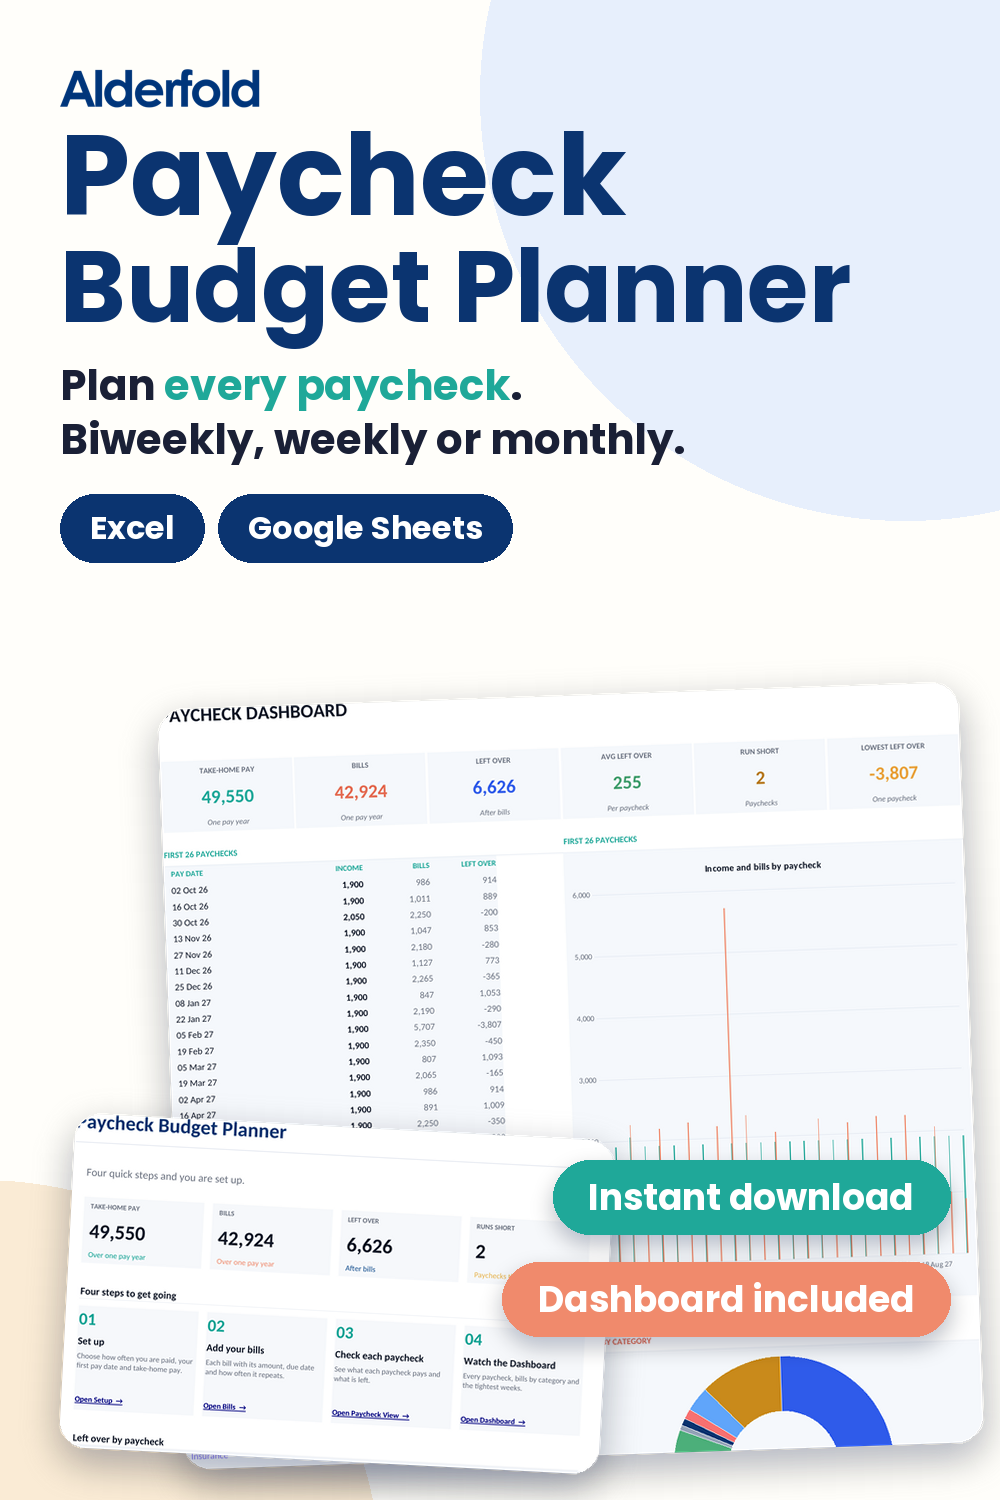 Alderfold
Paycheck
Budget Planner
Plan every paycheck.
Biweekly, weekly or monthly.
Excel
Google Sheets
PAYCHECK DASHBOARD
TAKE-HOME PAY
49,550
One pay year
BILLS
42,924
One pay year
LEFT OVER
6,626
After bills
AVG LEFT OVER
255
Per paycheck
RUN SHORT
2
Paychecks
LOWEST LEFT OVER
-3,807
One paycheck
FIRST 26 PAYCHECKS
PAY DATE INCOME BILLS LEFT OVER
02 Oct 26 1,900 986 914
16 Oct 26 1,900 1,011 889
30 Oct 26 2,050 2,250 -200
13 Nov 26 1,900 1,047 853
27 Nov 26 1,900 2,180 -280
11 Dec 26 1,900 1,127 773
25 Dec 26 1,900 2,265 -365
08 Jan 27 1,900 847 1,053
22 Jan 27 1,900 2,190 -290
05 Feb 27 1,900 5,707 -3,807
19 Feb 27 1,900 2,350 -450
05 Mar 27 1,900 807 1,093
19 Mar 27 1,900 2,065 -165
02 Apr 27 1,900 986 914
16 Apr 27 1,900 891 1,009
1,900 2,250 -350
FIRST 26 PAYCHECKS
Income and bills by paycheck
6,000
5,000
4,000
3,000
Aug 27
Instant download
Dashboard included
BY CATEGORY
Paycheck Budget Planner
Four quick steps and you are set up.
TAKE-HOME PAY
49,550
Over one pay year
BILLS
42,924
Over one pay year
LEFT OVER
6,626
After bills
RUNS SHORT
2
Paychecks
Four steps to get going
01
Set up
Choose how often you are paid, your
first pay date and take-home pay.
Open Setup →
02
Add your bills
Each bill with its amount, due date
and how often it repeats.
Open Bills →
03
Check each paycheck
See what each paycheck pays and
what is left.
Open Paycheck View →
04
Watch the Dashboard
Every paycheck, bills by category and
the tightest weeks.
Open Dashboard →
Left over by paycheck
Insurance